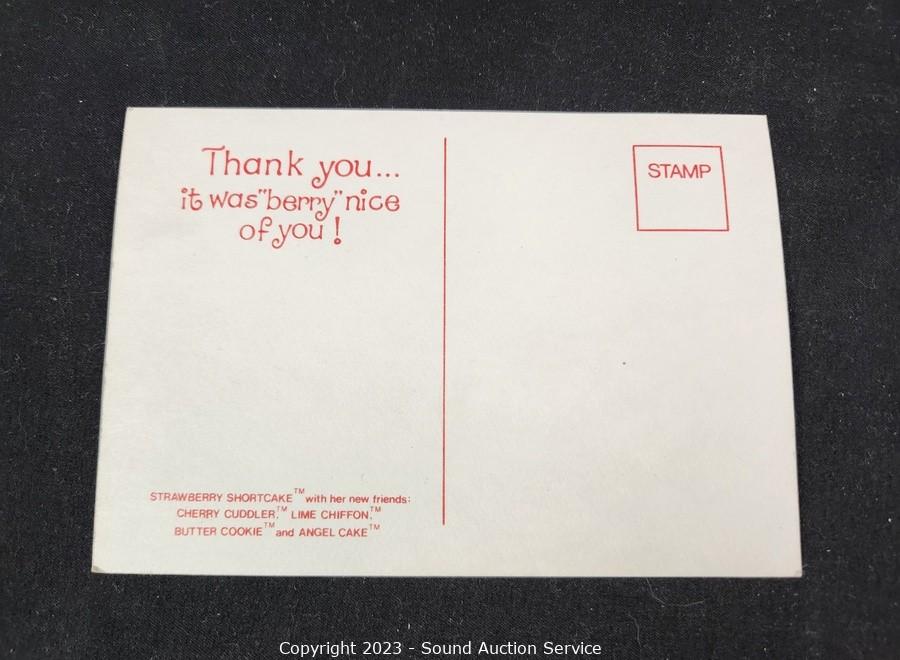 Thank you...
it was "berry" nice
of you!
STAMP
STRAWBERRY SHORTCAKE™ with her new friends:
CHERRY CUDDLER,™ LIME CHIFFON,™
BUTTER COOKIE™ and ANGEL CAKE™
Copyright 2023 - Sound Auction Service